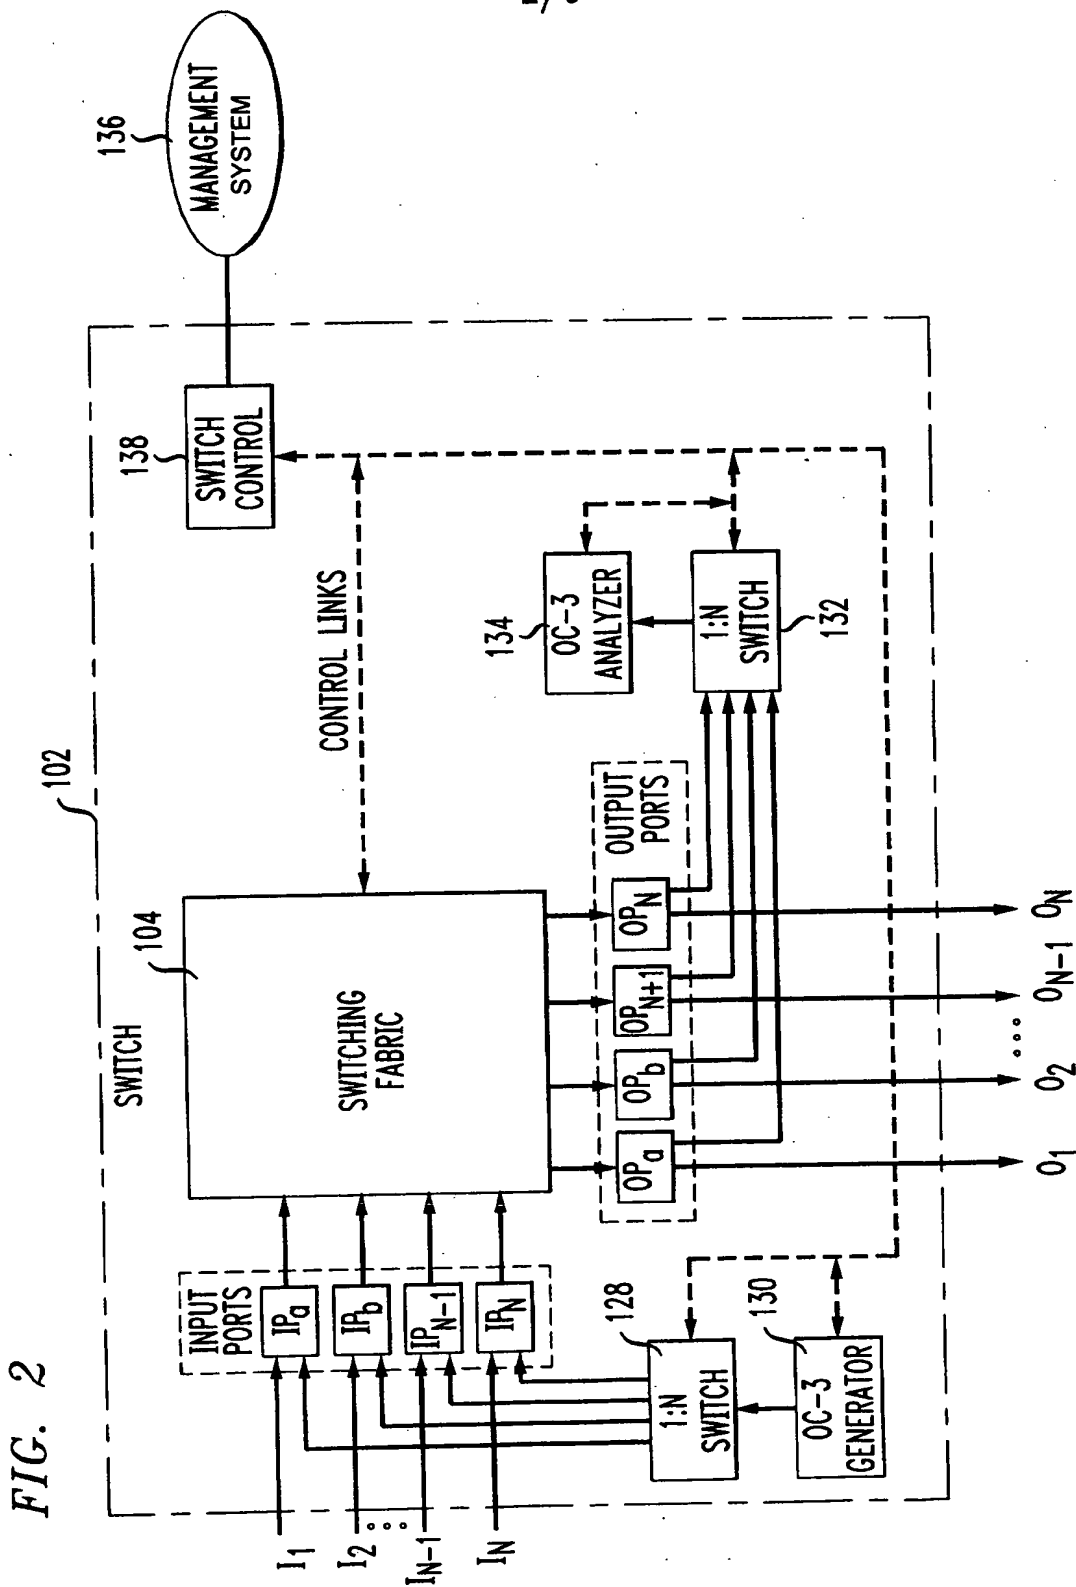 FIG. 2
136
MANAGEMENT
SYSTEM
102
SWITCH
104
SWITCHING
FABRIC
138
SWITCH
CONTROL
CONTROL LINKS
INPUT
PORTS
I1
I2
IN-1
IN
IPa
IPb
IPN-1
IPN
OPa
OPb
OPN+1
OPN
OUTPUT
PORTS
134
OC-3
ANALYZER
1:N
SWITCH
132
128
1:N
SWITCH
130
OC-3
GENERATOR
O1
O2
ON-1
ON